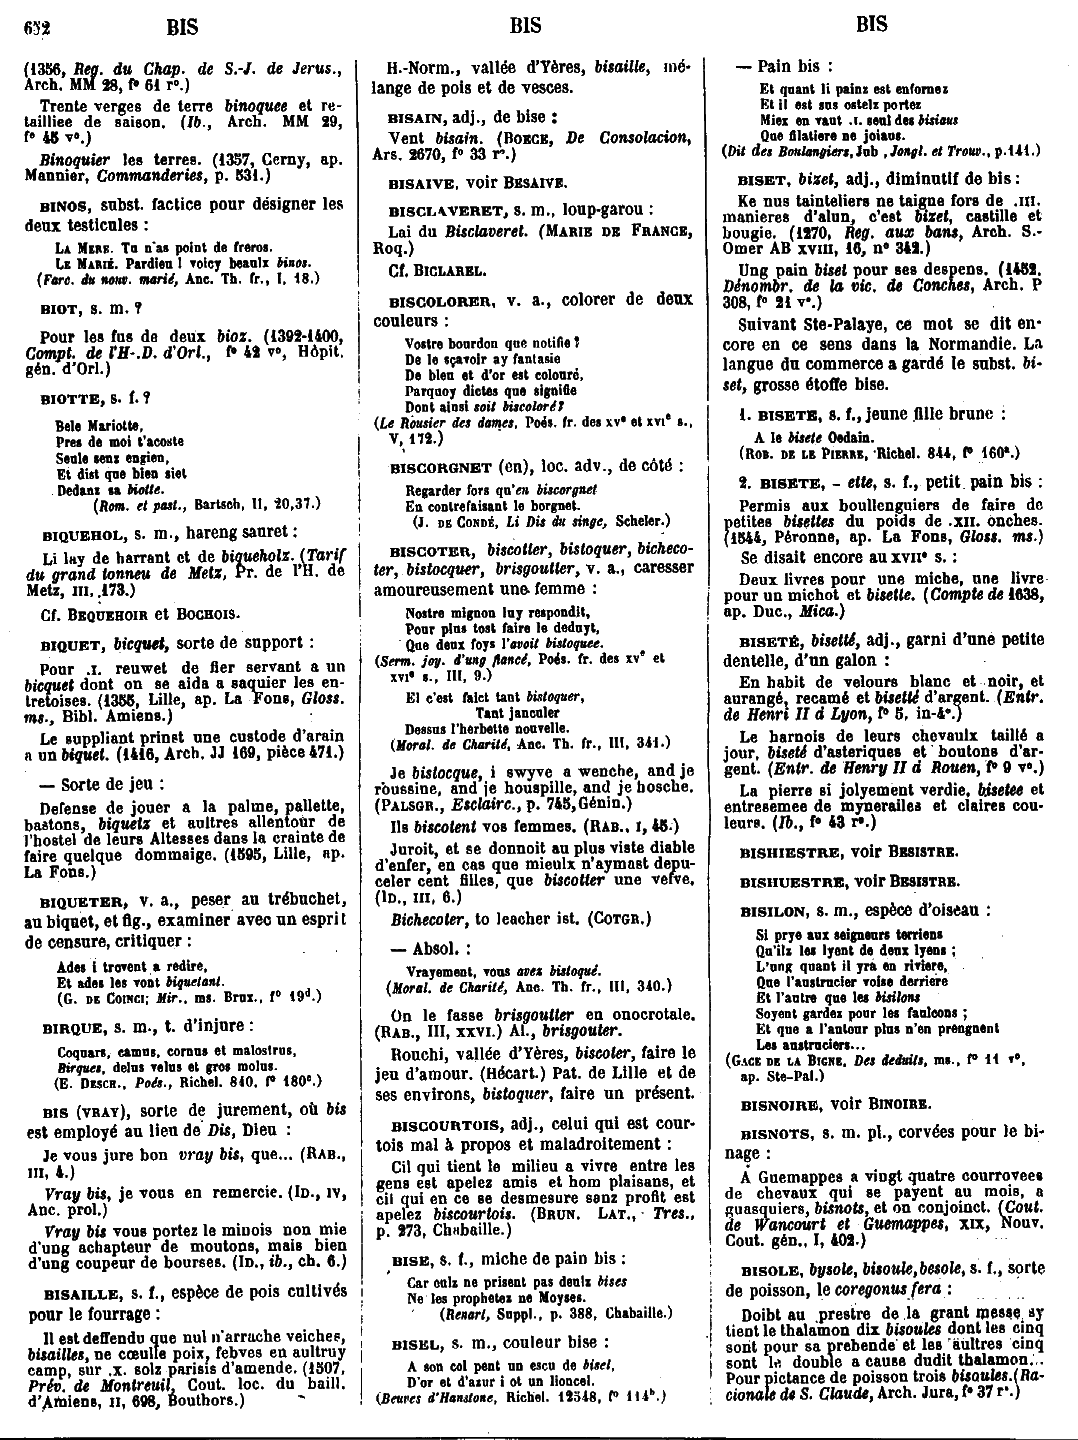 652 BIS BIS BIS
(1356, Reg. du Chap. de S.-J. de Jerus.,
Arch. MM 28, f° 61 r°.)
Trente verges de terre binoquee et re-
tailliee de saison. (Ib., Arch. MM 29,
f° 45 v°.)
Binoquier les terres. (1357, Cerny, ap.
Mannier, Commanderies, p. 531.)
BINOS, subst. factice pour désigner les
deux testicules :
LA MERE. Tu n'as point de freros.
LE MARIÉ. Pardieu ! voicy beaulx binos.
(Farc. du nouv. marié, Anc. Th. fr., I, 18.)
BIOT, s. m. ?
Pour les fus de deux bioz. (1392-1400,
Compt. de l'H-.D. d'Orl., f° 42 v°, Hôpit.
gén. d'Orl.)
BIOTTE, s. f. ?
Bele Mariotte,
Pres de moi t'acoste
Seule senz engien,
Et dist que bien siet
Dedanz sa biotte.
(Rom. et past., Bartsch, II, 20,37.)
BIQUEHOL, s. m., hareng sauret :
Li lay de harrant et de biqueholz. (Tarif
du grand tonneu de Metz, Pr. de l'H. de
Metz, III, 173.)
Cf. BEQUEHOIR et BOCHOIS.
BIQUET, bicquet, sorte de support :
Pour .I. reuwet de fier servant a un
bicquet dont on se aida a saquier les en-
tretoises. (1355, Lille, ap. La Fons, Gloss.
ms., Bibl. Amiens.)
Le suppliant prinst une custode d'arain
a un biquet. (1416, Arch. JJ 169, pièce 471.)
— Sorte de jeu :
Defense de jouer a la palme, pallette,
bastons, biquetz et aultres allentour de
l'hostel de leurs Altesses dans la crainte de
faire quelque dommaige. (1595, Lille, ap.
La Fons.)
BIQUETER, v. a., peser au trébuchet,
au biquet, et fig., examiner avec un esprit
de censure, critiquer :
Ades i trovent a redire,
Et ades les vont biquetant.
(G. DE COINCI; Mir., ms. Brux., f° 19d.)
BIRQUE, s. m., t. d'injure :
Coquars, camus, cornus et malostrus,
Birques, delus velus et gros molus.
(E. DESCH., Poés., Richel. 840, f° 180c.)
BIS (VRAY), sorte de jurement, où bis
est employé au lieu de Dis, Dieu :
Je vous jure bon vray bis, que... (RAB.,
III, 4.)
Vray bis, je vous en remercie. (ID., IV,
Anc. prol.)
Vray bis vous portez le minois non mie
d'ung achapteur de moutons, mais bien
d'ung coupeur de bourses. (ID., ib., ch. 6.)
BISAILLE, s. f., espèce de pois cultivés
pour le fourrage :
Il est deffendu que nul n'arrache veiches,
bisailles, ne cœulle poix, febves en aultruy
camp, sur .X. solz parisis d'amende. (1507,
Prév. de Montreuil, Cout. loc. du baill.
d'Amiens, II, 698, Bouthors.)
H.-Norm., vallée d'Yères, bisaille, mé-
lange de pois et de vesces.
BISAIN, adj., de bise :
Vent bisain. (BOECE, De Consolacion,
Ars. 2670, f° 33 r°.)
BISAIVE, voir BESAIVE.
BISCLAVERET, s. m., loup-garou :
Lai du Bisclaveret. (MARIE DE FRANCE,
Roq.)
Cf. BICLAREL.
BISCOLORER, v. a., colorer de deux
couleurs :
Vostre bourdon que notifie ?
De le sçavoir ay fantasie
De bleu et d'or est colouré,
Parquoy dictes que signifie
Dont ainsi soit biscoloré ?
(Le Rousier des dames, Poés. fr. des XVe et XVIe s.,
V, 172.)
BISCORGNET (en), loc. adv., de côté :
Regarder fors qu'en biscorgnet
En contrefaisant le borgnet.
(J. DE CONDÉ, Li Dis du singe, Scheler.)
BISCOTER, biscotter, bistoquer, bicheco-
ter, bistocquer, brisgoutter, v. a., caresser
amoureusement une femme :
Nostre mignon luy respondit,
Pour plus tost faire le deduyt,
Que deux foys l'avoit bistoquee.
(Serm. joy. d'ung fiancé, Poés. fr. des XVe et
XVIe s., III, 9.)
El c'est faict tant bistoquer,
Tant janculer
Dessus l'herbette nouvelle.
(Moral. de Charité, Anc. Th. fr., III, 341.)
Je bistocque, i swyve a wenche, and je
roussine, and je houspille, and je hosche.
(PALSGR., Esclairc., p. 745, Génin.)
Ils biscotent vos femmes. (RAB., I, 45.)
Juroit, et se donnoit au plus viste diable
d'enfer, en cas que mieulx n'aymast depu-
celer cent filles, que biscotter une vefve.
(ID., III, 6.)
Bichecoter, to leacher ist. (COTGR.)
— Absol. :
Vrayement, vous avez bistoqué.
(Moral. de Charité, Anc. Th. fr., III, 340.)
On le fasse brisgoutter en onocrotale.
(RAB., III, XXVI.) Al., brisgouter.
Rouchi, vallée d'Yères, biscoter, faire le
jeu d'amour. (Hécart.) Pat. de Lille et de
ses environs, bistoquer, faire un présent.
BISCOURTOIS, adj., celui qui est cour-
tois mal à propos et maladroitement :
Cil qui tient le milieu a vivre entre les
gens est apelez amis et hom plaisans, et
cil qui en ce se desmesure senz profit est
apelez biscourtois. (BRUN. LAT., Tres.,
p. 273, Chabaille.)
BISE, s. f., miche de pain bis :
Car eulz ne prisent pas deulz bises
Ne les prophetez ne Moyses.
(Renart, Suppl., p. 388, Chabaille.)
BISEL, s. m., couleur bise :
A son col pent un escu de bisel,
D'or et d'azur i ot un lioncel.
(Beuves d'Hanstone, Richel. 12548, f° 114b.)
— Pain bis :
Et quant li painz est enfornez
Et il est sus ostelz portez
Miex en vaut .I. seul des bisiaus
Que filatiere ne joiaus.
(Dit des Boulangiers, Jub., Jongl. et Trouv., p. 141.)
BISET, bizet, adj., diminutif de bis :
Ke nus tainteliers ne taigne fors de .III.
manieres d'alun, c'est bizet, castille et
bougie. (1270, Reg. aux bans, Arch. S.-
Omer AB XVIII, 16, n° 342.)
Ung pain biset pour ses despens. (1452,
Dénombr. de la vic. de Conches, Arch. P
308, f° 21 v°.)
Suivant Ste-Palaye, ce mot se dit en-
core en ce sens dans la Normandie. La
langue du commerce a gardé le subst. bi-
set, grosse étoffe bise.
1. BISETE, s. f., jeune fille brune :
A le bisete Oedain.
(ROB. DE LE PIERRE, Richel. 844, f° 160a.)
2. BISETE, - ette, s. f., petit pain bis :
Permis aux boullenguiers de faire de
petites bisettes du poids de .XII. onches.
(1544, Péronne, ap. La Fons, Gloss. ms.)
Se disait encore au XVIIe s. :
Deux livres pour une miche, une livre
pour un michot et bisette. (Compte de 1638,
ap. Duc., Mica.)
BISETÉ, bisetté, adj., garni d'une petite
dentelle, d'un galon :
En habit de velours blanc et noir, et
aurangé, recamé et bisetté d'argent. (Entr.
de Henri II à Lyon, f° 5, in-4°.)
Le harnois de leurs chevaulx taillé a
jour, biseté d'asteriques et boutons d'ar-
gent. (Entr. de Henry II à Rouen, f° 9 v°.)
La pierre si jolyement verdie, bisetee et
entresemee de myneralles et claires cou-
leurs. (Ib., f° 43 r°.)
BISHIESTRE, voir BESISTRE.
BISHUESTRE, voir BESISTRE.
BISILON, s. m., espèce d'oiseau :
Si prye aux seigneurs terriens
Qu'ilz les lyent de deux lyens ;
L'ung quant il yra en riviere,
Que l'austrucier voise derriere
Et l'autre que les bisilons
Soyent gardez pour les faulcons ;
Et que a l'autour plus n'en prengnent
Les austruciers...
(GACE DE LA BIGNE, Des deduits, ms., f° 11 v°,
ap. Ste-Pal.)
BISNOIRE, voir BINOIRE.
BISNOTS, s. m. pl., corvées pour le bi-
nage :
A Guemappes a vingt quatre courrovees
de chevaux qui se payent au mois, a
guasquiers, bisnots, et on conjoinct. (Cout.
de Wancourt et Guemappes, XIX, Nouv.
Cout. gén., I, 402.)
BISOLE, bysole, bisoule, besole, s. f., sorte
de poisson, le coregonus fera :
Doibt au prestre de la grant messe sy
tient le thalamon dix bisoules dont les cinq
sont pour sa prebende et les aultres cinq
sont le double a cause dudit thalamon...
Pour pictance de poisson trois bisoules. (Ra-
cionale de S. Claude, Arch. Jura, f° 37 r°.)